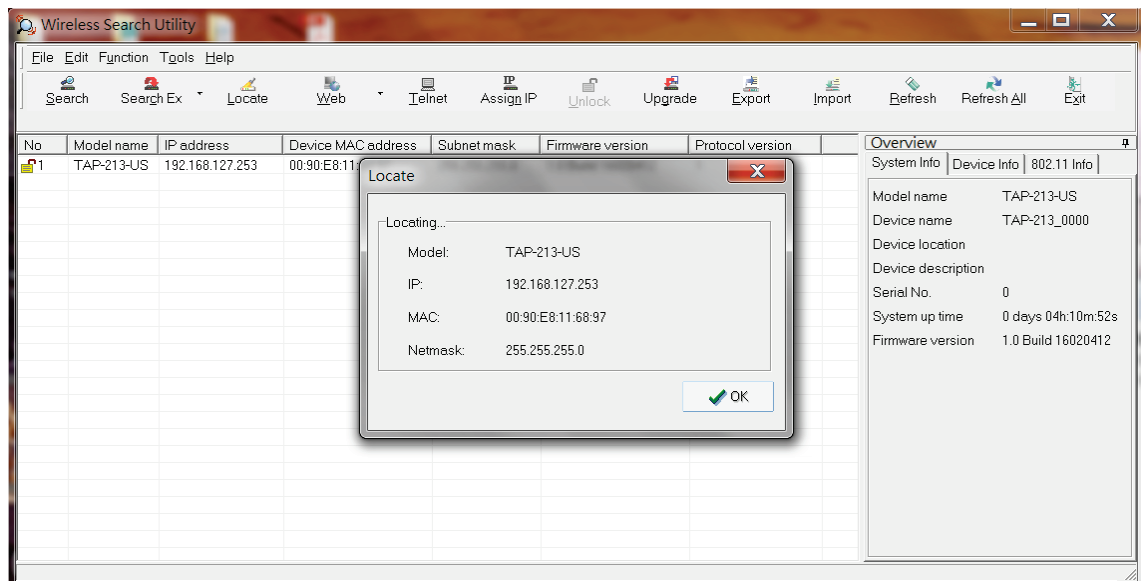 Wireless Search Utility
File Edit Function Tools Help
Search Search Ex Locate Web Telnet Assign IP Unlock Upgrade Export Import Refresh Refresh All Exit
No Model name IP address Device MAC address Subnet mask Firmware version Protocol version
1 TAP-213-US 192.168.127.253 00:90:E8:11:
Locate
Locating...
Model: TAP-213-US
IP: 192.168.127.253
MAC: 00:90:E8:11:68:97
Netmask: 255.255.255.0
OK
Overview
System Info Device Info 802.11 Info
Model name TAP-213-US
Device name TAP-213_0000
Device location
Device description
Serial No. 0
System up time 0 days 04h:10m:52s
Firmware version 1.0 Build 16020412